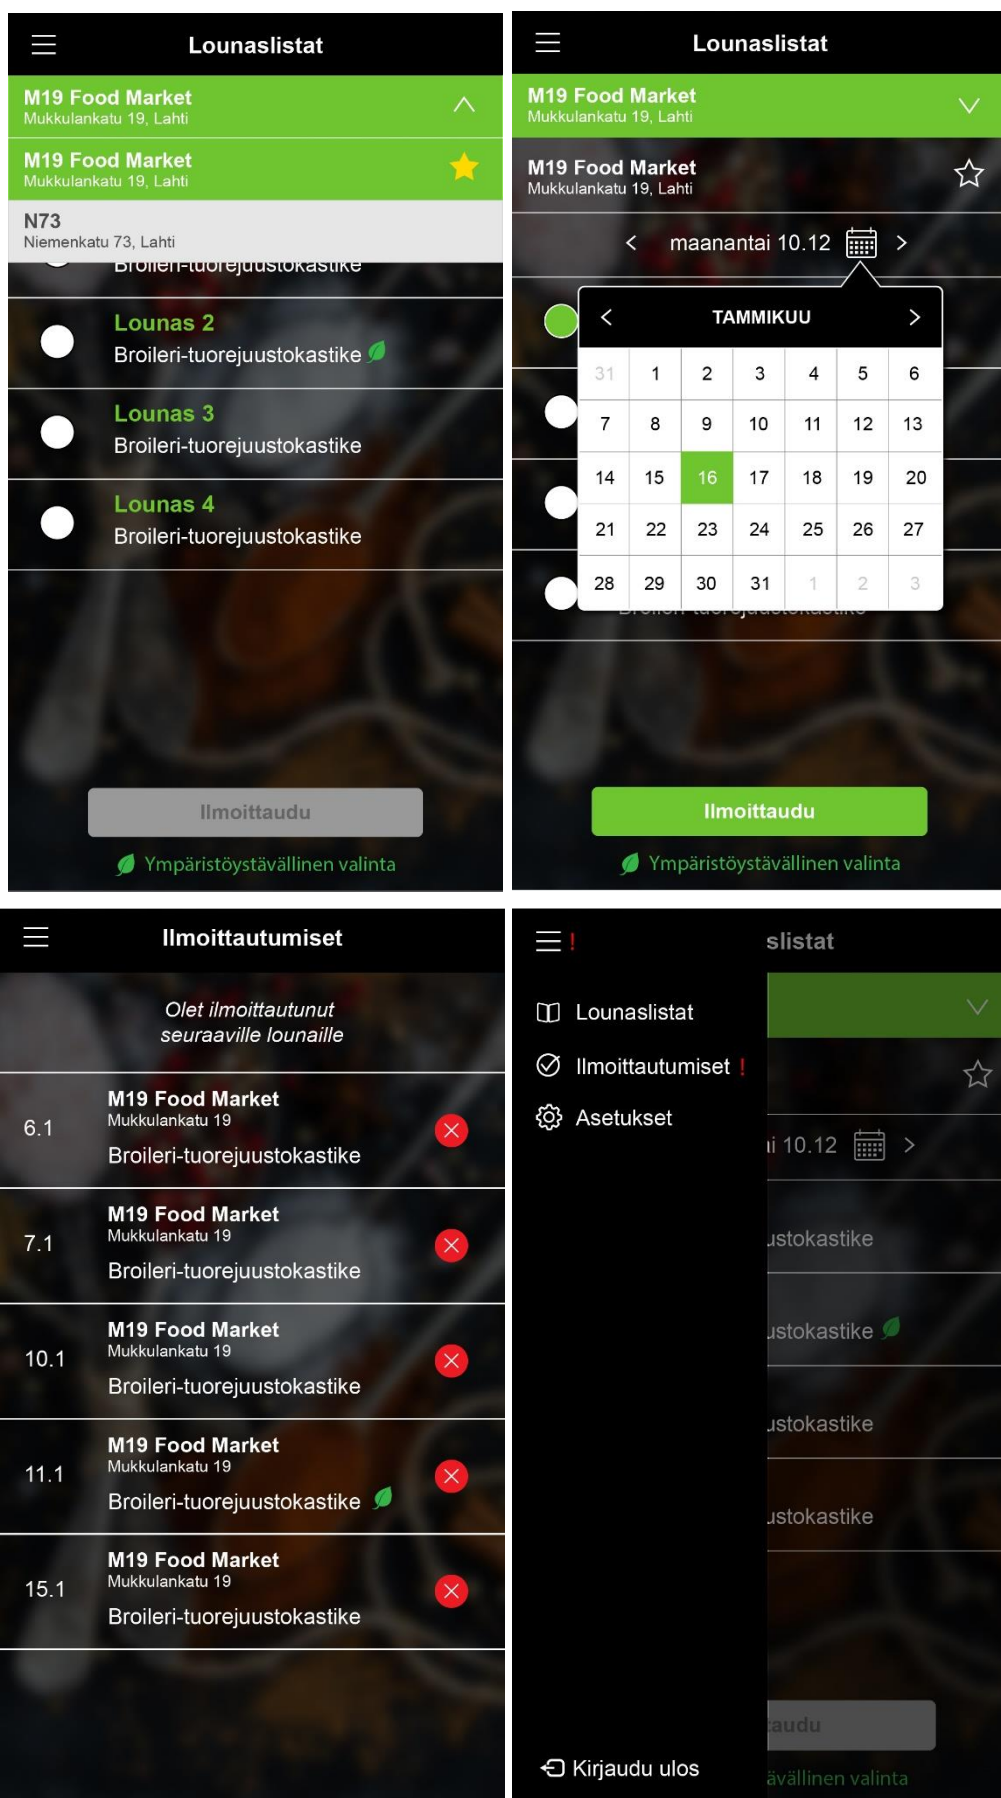 Lounaslistat
M19 Food Market
Mukkulankatu 19, Lahti
M19 Food Market
Mukkulankatu 19, Lahti
N73
Niemenkatu 73, Lahti
Broileri-tuorejuustokastike
Lounas 2
Broileri-tuorejuustokastike
Lounas 3
Broileri-tuorejuustokastike
Lounas 4
Broileri-tuorejuustokastike
Ilmoittaudu
Ympäristöystävällinen valinta
Lounaslistat
M19 Food Market
Mukkulankatu 19, Lahti
M19 Food Market
Mukkulankatu 19, Lahti
< maanantai 10.12 >
< TAMMIKUU >
31 1 2 3 4 5 6
7 8 9 10 11 12 13
14 15 16 17 18 19 20
21 22 23 24 25 26 27
28 29 30 31 1 2 3
Broileri-tuorejuustokastike
Ilmoittaudu
Ympäristöystävällinen valinta
Ilmoittautumiset
Olet ilmoittautunut
seuraaville lounaille
M19 Food Market
Mukkulankatu 19
6.1
Broileri-tuorejuustokastike
M19 Food Market
Mukkulankatu 19
7.1
Broileri-tuorejuustokastike
M19 Food Market
Mukkulankatu 19
10.1
Broileri-tuorejuustokastike
M19 Food Market
Mukkulankatu 19
11.1
Broileri-tuorejuustokastike
M19 Food Market
Mukkulankatu 19
15.1
Broileri-tuorejuustokastike
! slistat
Lounaslistat
Ilmoittautumiset !
Asetukset
ai 10.12 >
ustokastike
ustokastike
ustokastike
ustokastike
taudu
Kirjaudu ulos
ävällinen valinta